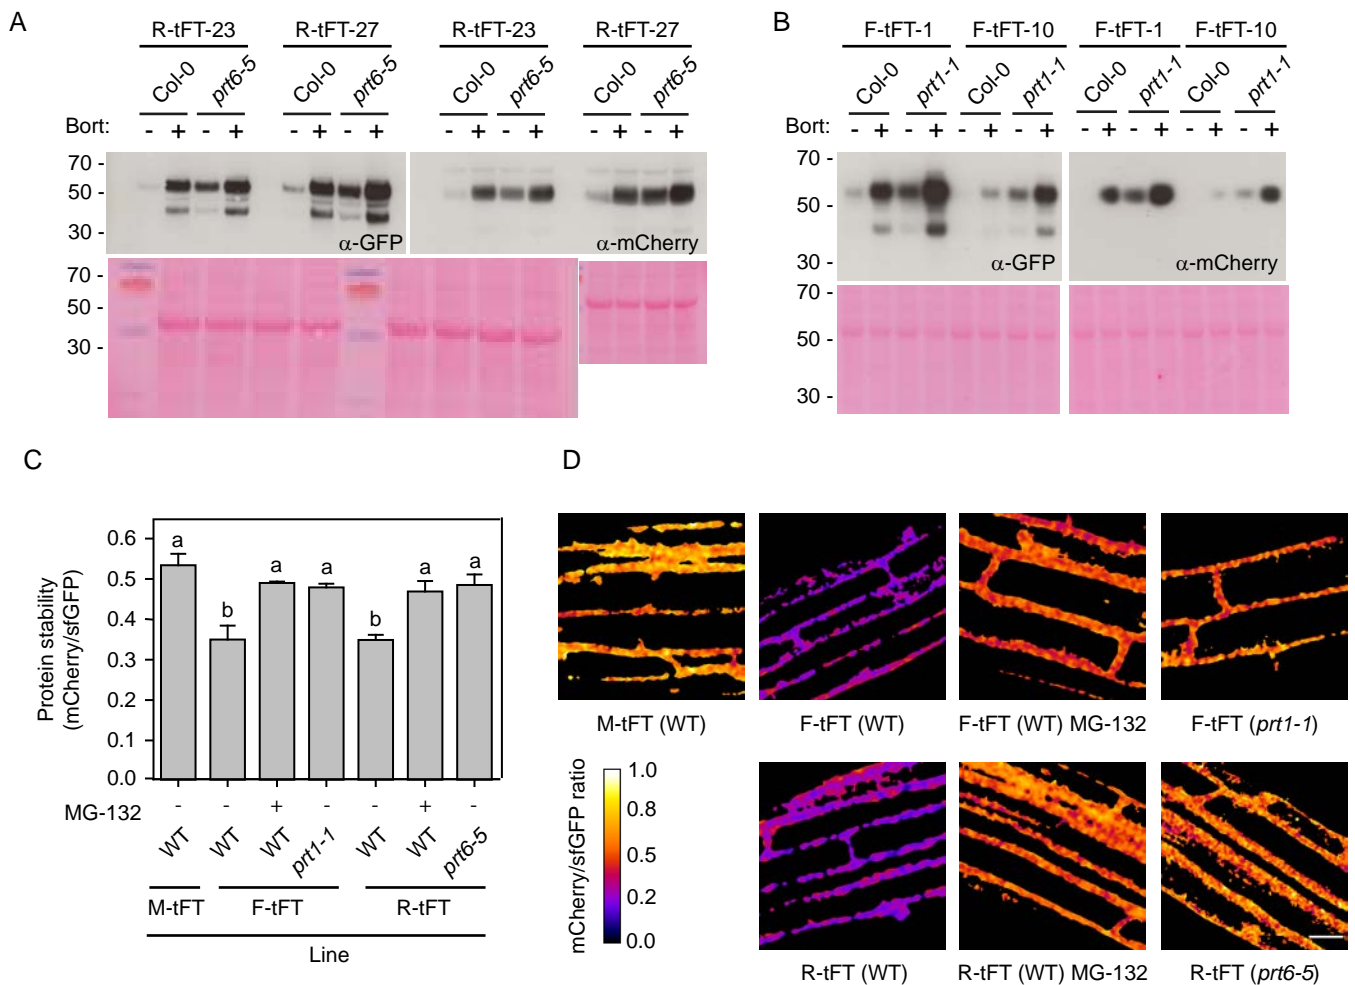 A
R-tFT-23 R-tFT-27 R-tFT-23 R-tFT-27
Col-0 prt6-5 Col-0 prt6-5 Col-0 prt6-5 Col-0 prt6-5
Bort: - + - + - + - + - + - + - + - +
70 -
50 -
30 -
α-GFP
α-mCherry
70 -
50 -
30 -
B
F-tFT-1 F-tFT-10 F-tFT-1 F-tFT-10
Col-0 prt1-1 Col-0 prt1-1 Col-0 prt1-1 Col-0 prt1-1
Bort: - + - + - + - + - + - + - + - +
70 -
50 -
30 -
α-GFP
α-mCherry
70 -
50 -
30 -
C
Protein stability
(mCherry/sfGFP)
0.6
0.5
0.4
0.3
0.2
0.1
0.0
a b a a b a a
MG-132 - - + - - + -
WT WT WT prt1-1 WT WT prt6-5
M-tFT F-tFT R-tFT
Line
D
M-tFT (WT) F-tFT (WT) F-tFT (WT) MG-132 F-tFT (prt1-1)
mCherry/sfGFP ratio
1.0
0.8
0.5
0.2
0.0
R-tFT (WT) R-tFT (WT) MG-132 R-tFT (prt6-5)